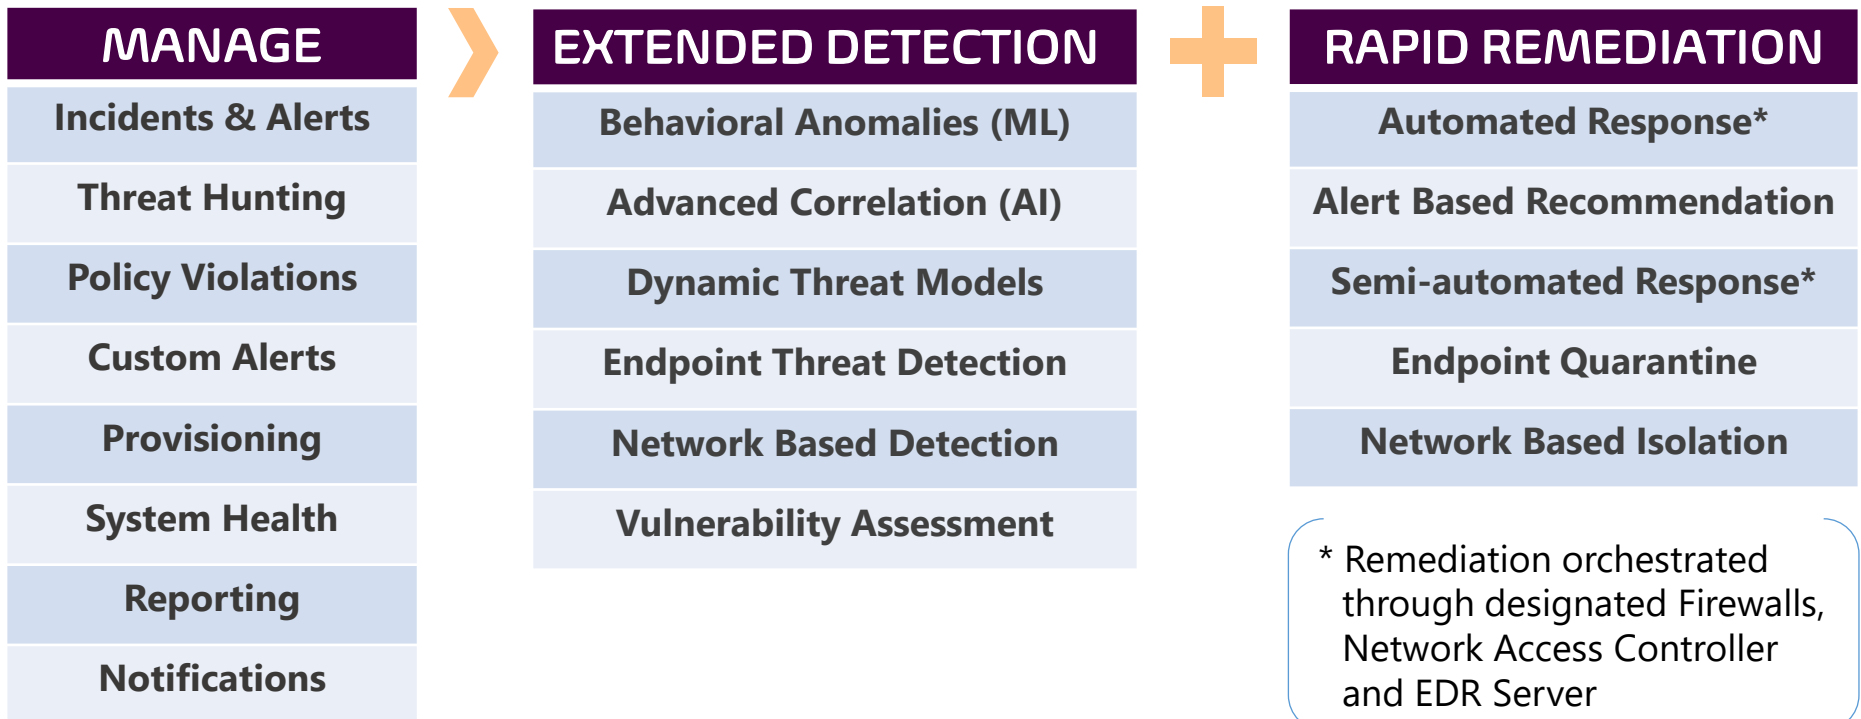 MANAGE
Incidents & Alerts
Threat Hunting
Policy Violations
Custom Alerts
Provisioning
System Health
Reporting
Notifications
EXTENDED DETECTION
Behavioral Anomalies (ML)
Advanced Correlation (AI)
Dynamic Threat Models
Endpoint Threat Detection
Network Based Detection
Vulnerability Assessment
RAPID REMEDIATION
Automated Response*
Alert Based Recommendation
Semi-automated Response*
Endpoint Quarantine
Network Based Isolation
* Remediation orchestrated
through designated Firewalls,
Network Access Controller
and EDR Server